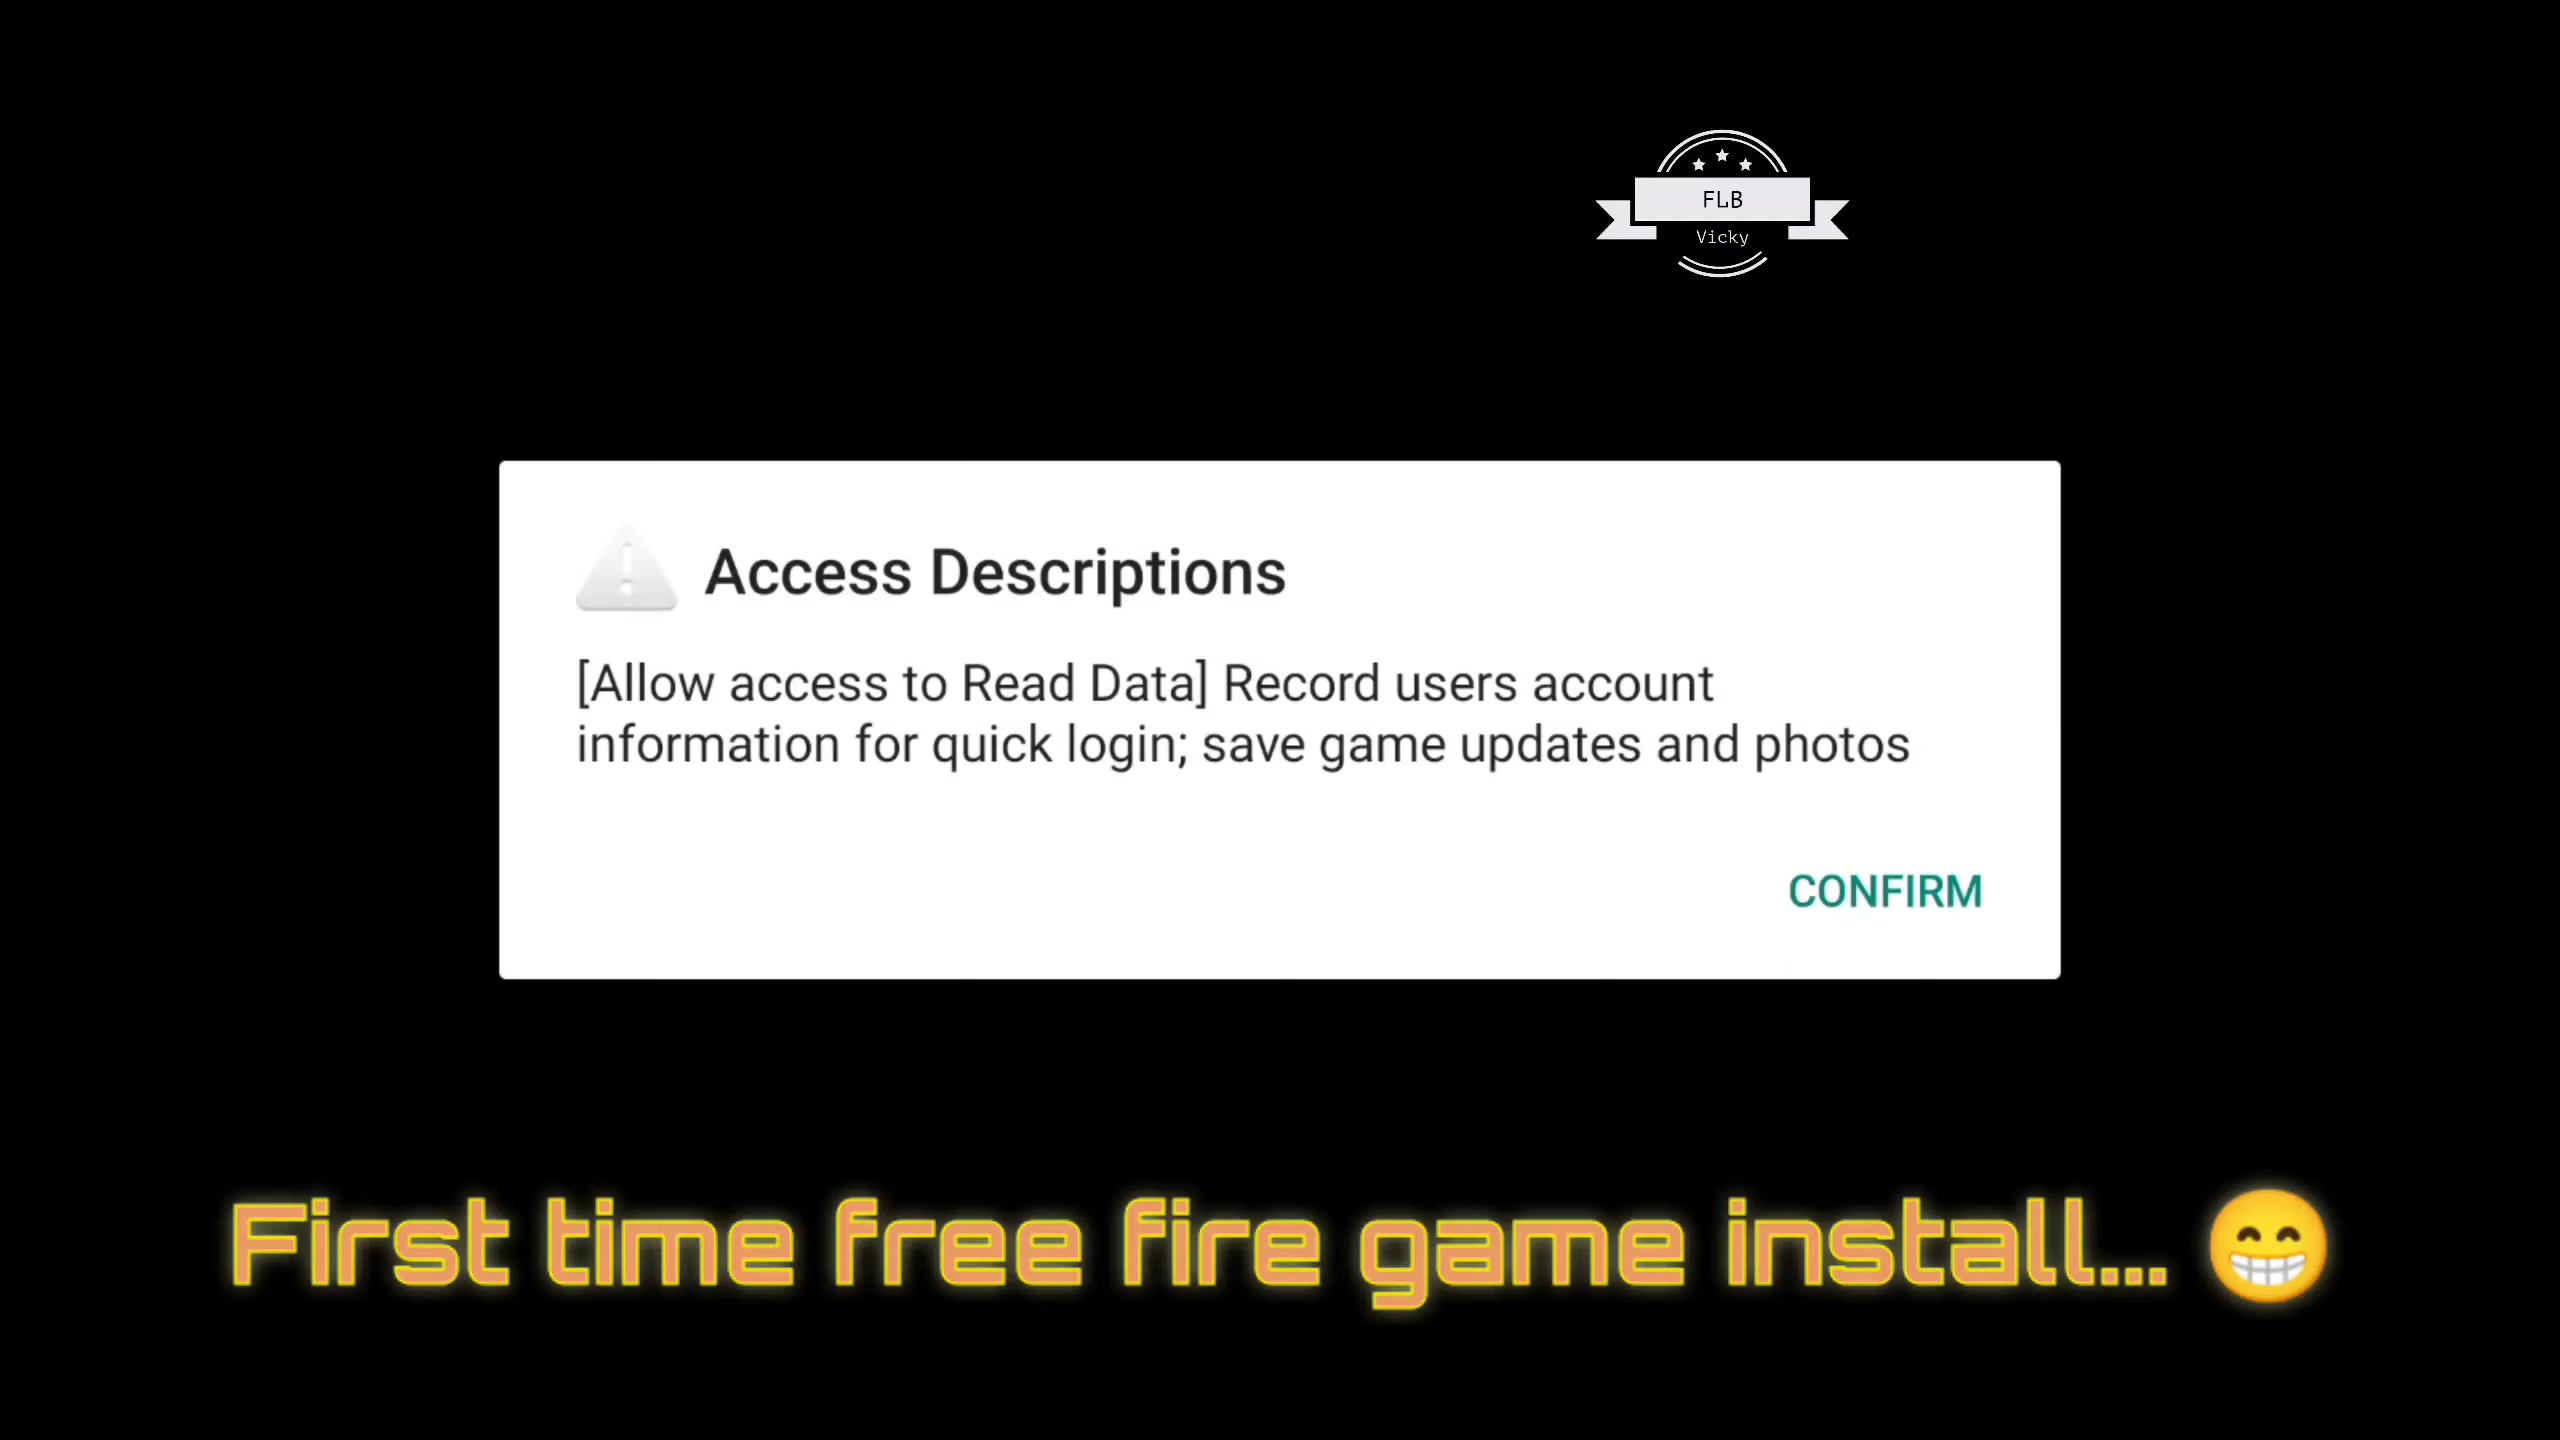 FLB
Vicky
Access Descriptions
[Allow access to Read Data] Record users account
information for quick login; save game updates and photos
CONFIRM
First time free fire game install... 😁